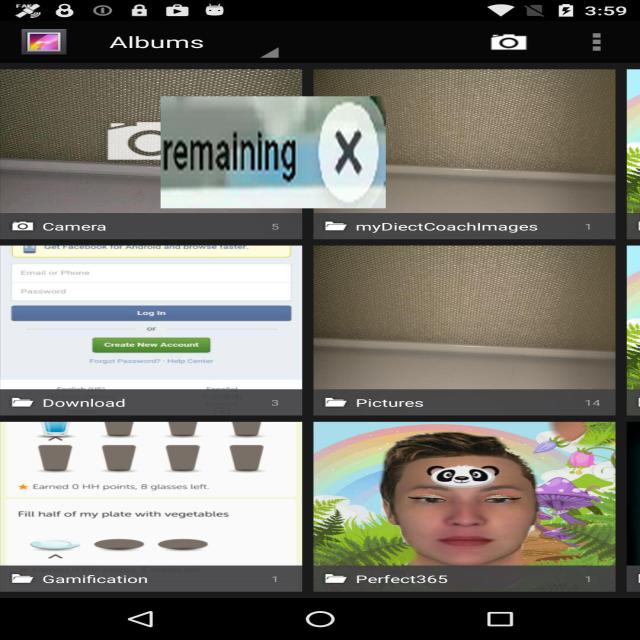 3:59
Albums
remaining X
Camera 5
myDiectCoachImages 1
Get Facebook for Android and browse faster.
Email or Phone
Password
Log In
or
Create New Account
Forgot Password? · Help Center
Download 3
Pictures 14
Earned 0 HH points, 8 glasses left.
Fill half of my plate with vegetables
Gamification 1
Perfect365 1